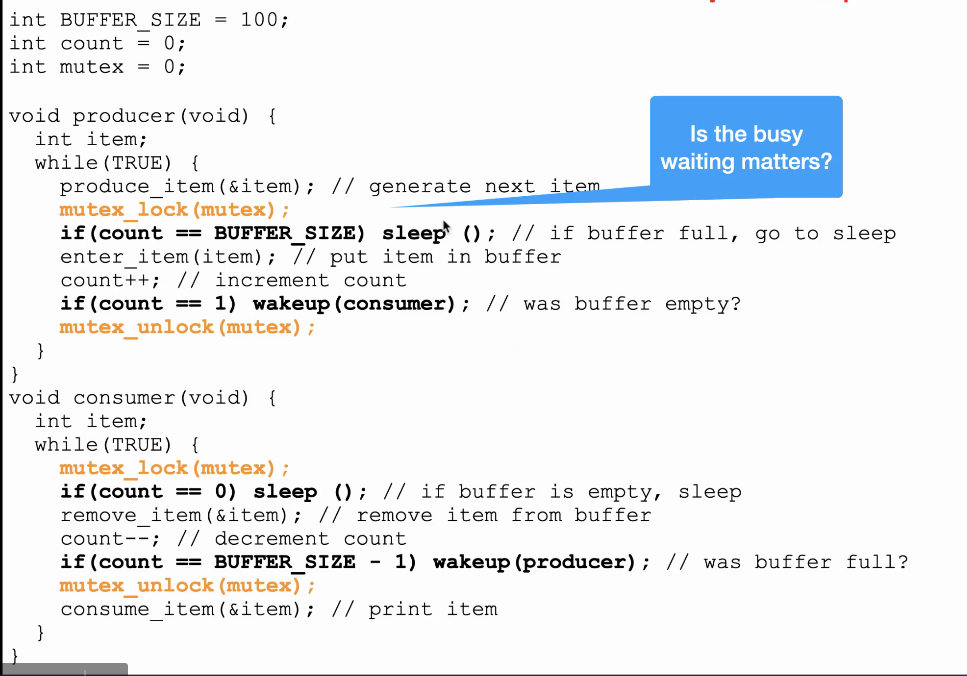 int BUFFER_SIZE = 100;
int count = 0;
int mutex = 0;
void producer(void) {
int item;
while(TRUE) {
produce_item(&item); // generate next item
mutex_lock(mutex);
if(count == BUFFER_SIZE) sleep (); // if buffer full, go to sleep
enter_item(item); // put item in buffer
count++; // increment count
if(count == 1) wakeup(consumer); // was buffer empty?
mutex_unlock(mutex);
}
}
Is the busy
waiting matters?
void consumer(void) {
int item;
while(TRUE) {
mutex_lock(mutex);
if(count == 0) sleep (); // if buffer is empty, sleep
remove_item(&item); // remove item from buffer
count--; // decrement count
if(count == BUFFER_SIZE - 1) wakeup(producer); // was buffer full?
mutex_unlock(mutex);
consume_item(&item); // print item
}
}